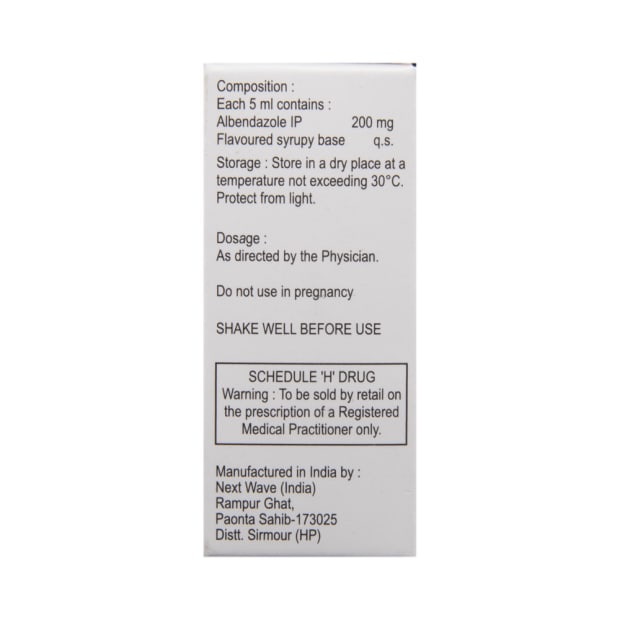 Composition :
Each 5 ml contains :
Albendazole IP 200 mg
Flavoured syrupy base q.s.
Storage : Store in a dry place at a
temperature not exceeding 30°C.
Protect from light.
Dosage :
As directed by the Physician.
Do not use in pregnancy
SHAKE WELL BEFORE USE
SCHEDULE 'H' DRUG
Warning : To be sold by retail on
the prescription of a Registered
Medical Practitioner only.
Manufactured in India by :
Next Wave (India)
Rampur Ghat,
Paonta Sahib-173025
Distt. Sirmour (HP)